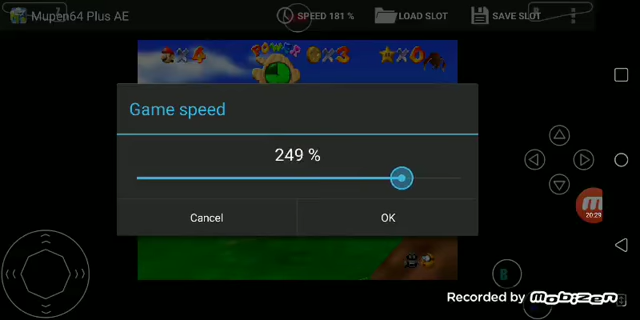 Mupen64 Plus AE
SPEED 181 %
LOAD SLOT
SAVE SLOT
×4
POWER
×3
×0
Game speed
249 %
Cancel
OK
20:29
Recorded by MOBIZEN